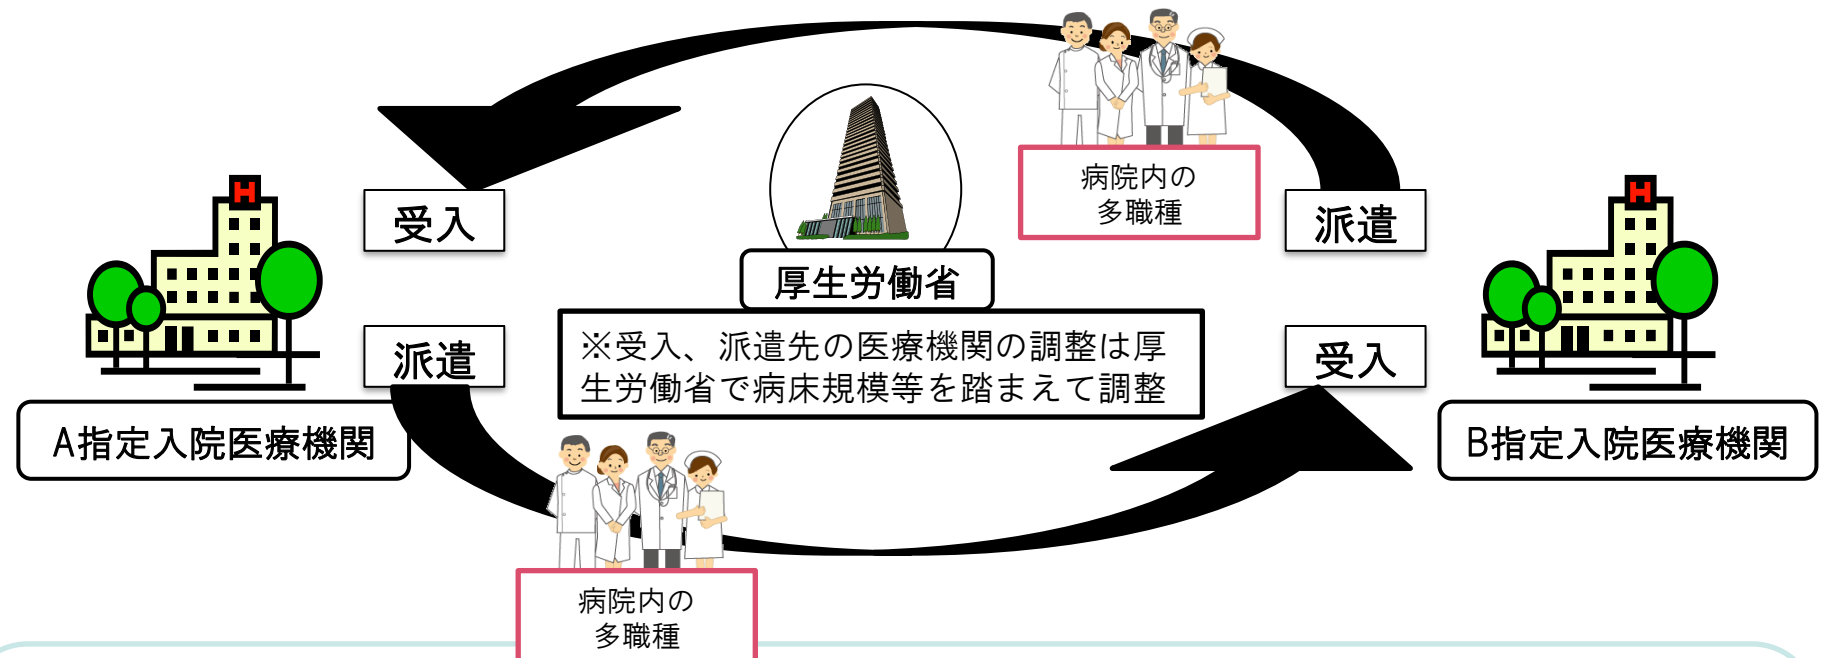 H
H
病院内の
多職種
受入
派遣
厚生労働省
派遣
受入
※受入、派遣先の医療機関の調整は厚
生労働省で病床規模等を踏まえて調整
A指定入院医療機関
B指定入院医療機関
病院内の
多職種